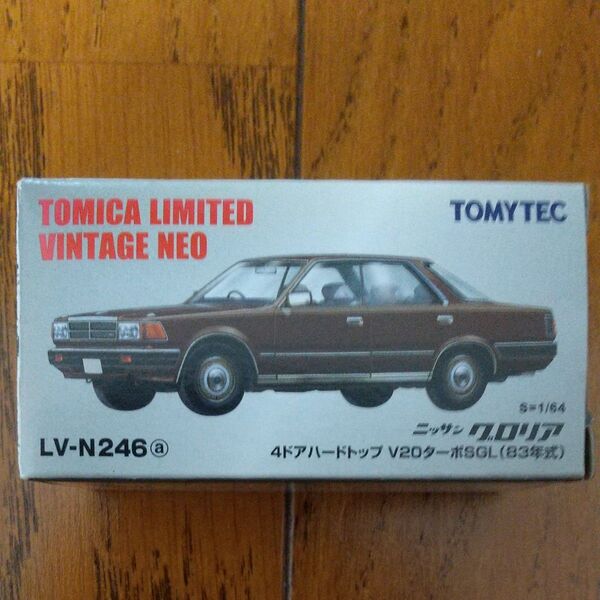 TOMICA LIMITED
VINTAGE NEO
TOMYTEC
S=1/64
ニッサン グロリア
LV-N246ⓐ
4ドアハードトップ V20ターボSGL(83年式)